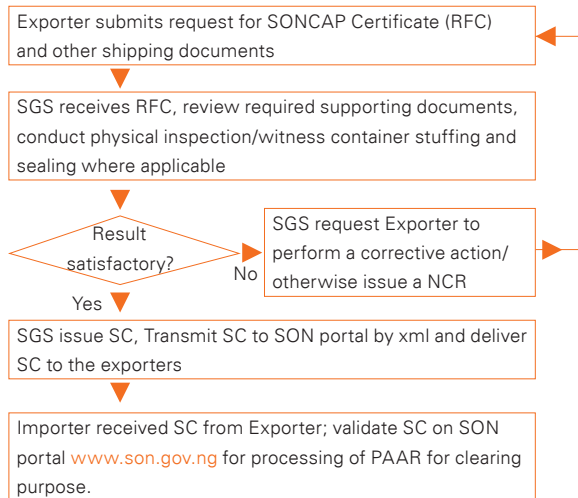 Exporter submits request for SONCAP Certificate (RFC)
and other shipping documents
SGS receives RFC, review required supporting documents,
conduct physical inspection/witness container stuffing and
sealing where applicable
Result
satisfactory?
No
SGS request Exporter to
perform a corrective action/
otherwise issue a NCR
Yes
SGS issue SC, Transmit SC to SON portal by xml and deliver
SC to the exporters
Importer received SC from Exporter; validate SC on SON
portal www.son.gov.ng for processing of PAAR for clearing
purpose.